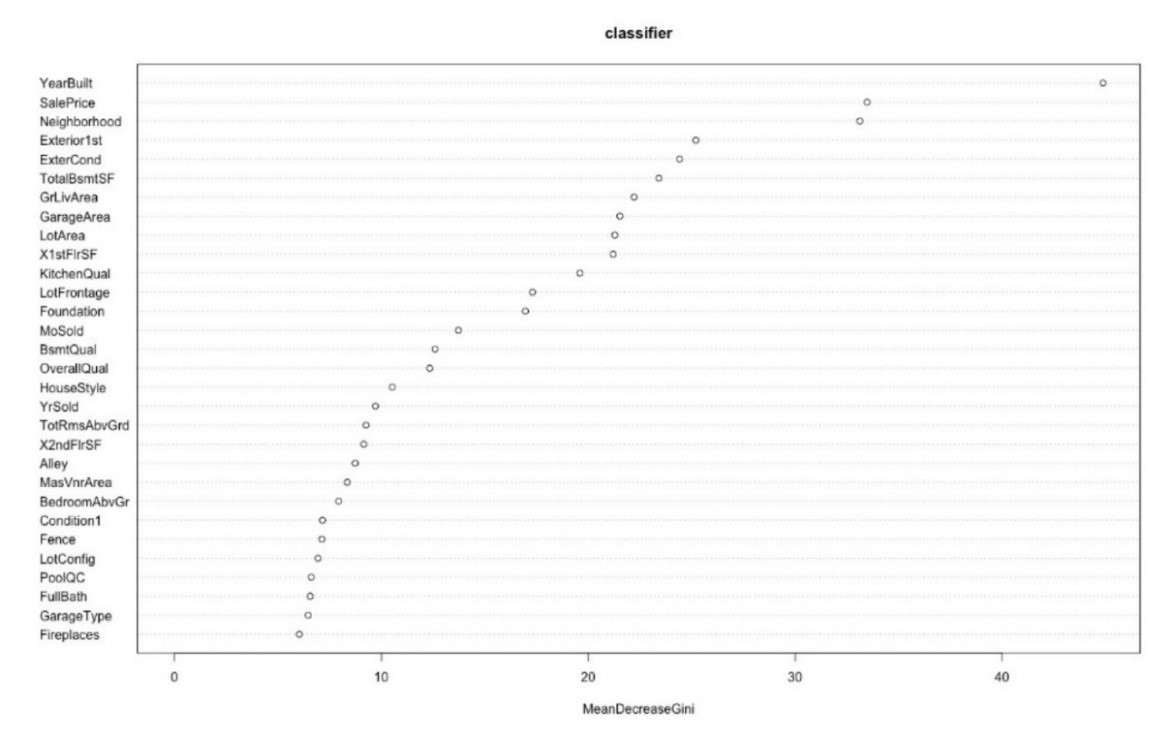 classifier
YearBuilt
SalePrice
Neighborhood
Exterior1st
ExterCond
TotalBsmtSF
GrLivArea
GarageArea
LotArea
X1stFlrSF
KitchenQual
LotFrontage
Foundation
MoSold
BsmtQual
OverallQual
HouseStyle
YrSold
TotRmsAbvGrd
X2ndFlrSF
Alley
MasVnrArea
BedroomAbvGr
Condition1
Fence
LotConfig
PoolQC
FullBath
GarageType
Fireplaces
0 10 20 30 40
MeanDecreaseGini